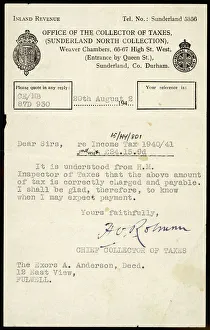 INLAND REVENUE
Tel. No.: Sunderland 5856
OFFICE OF THE COLLECTOR OF TAXES,
(SUNDERLAND NORTH COLLECTION),
Weaver Chambers, 66-67 High St. West,
(Entrance by Queen St.),
Sunderland, Co. Durham.
Please quote in any reply:
Your reference is:
87D 930
20th August 2
194
Dear Sirs, re Income Tax 1940/41
It is understood from H.M.
Inspector of Taxes that the above amount
of tax is correctly charged and payable.
I shall be glad, therefore, to know
when I may expect payment.
Yours faithfully,
CHIEF COLLECTOR OF TAXES
The Exors A. Anderson, Decd.
12 East View,
FULWELL.